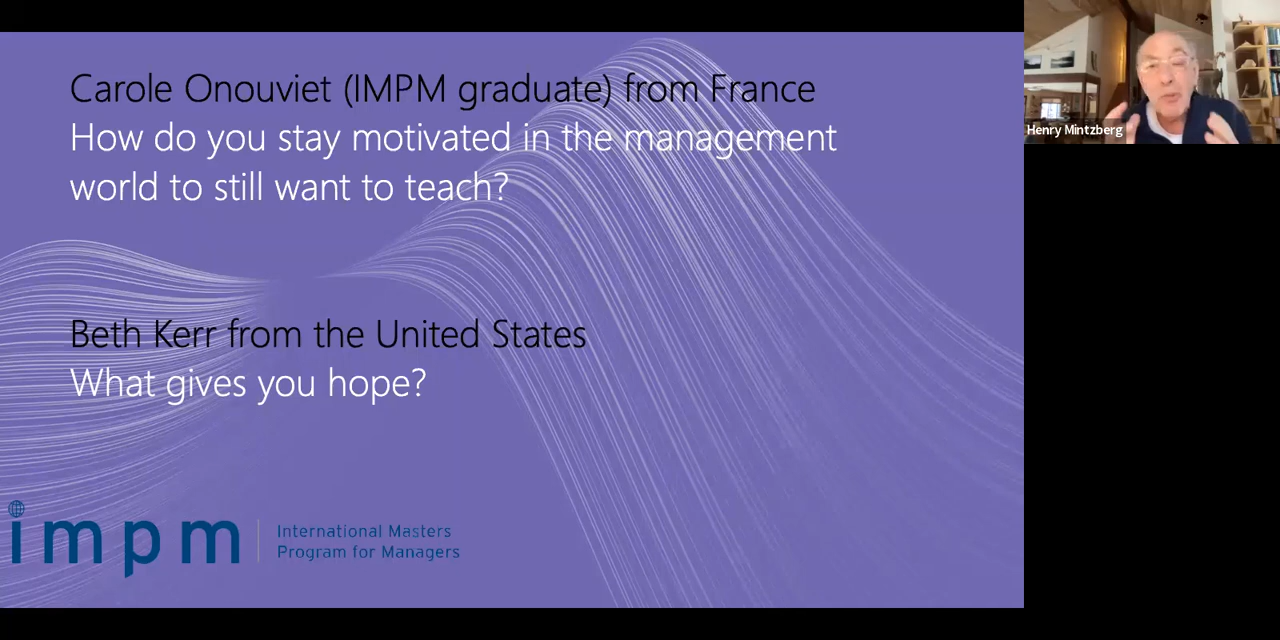 Carole Onouviet (IMPM graduate) from France
How do you stay motivated in the management
world to still want to teach?
Beth Kerr from the United States
What gives you hope?
impm
International Masters
Program for Managers
Henry Mintzberg